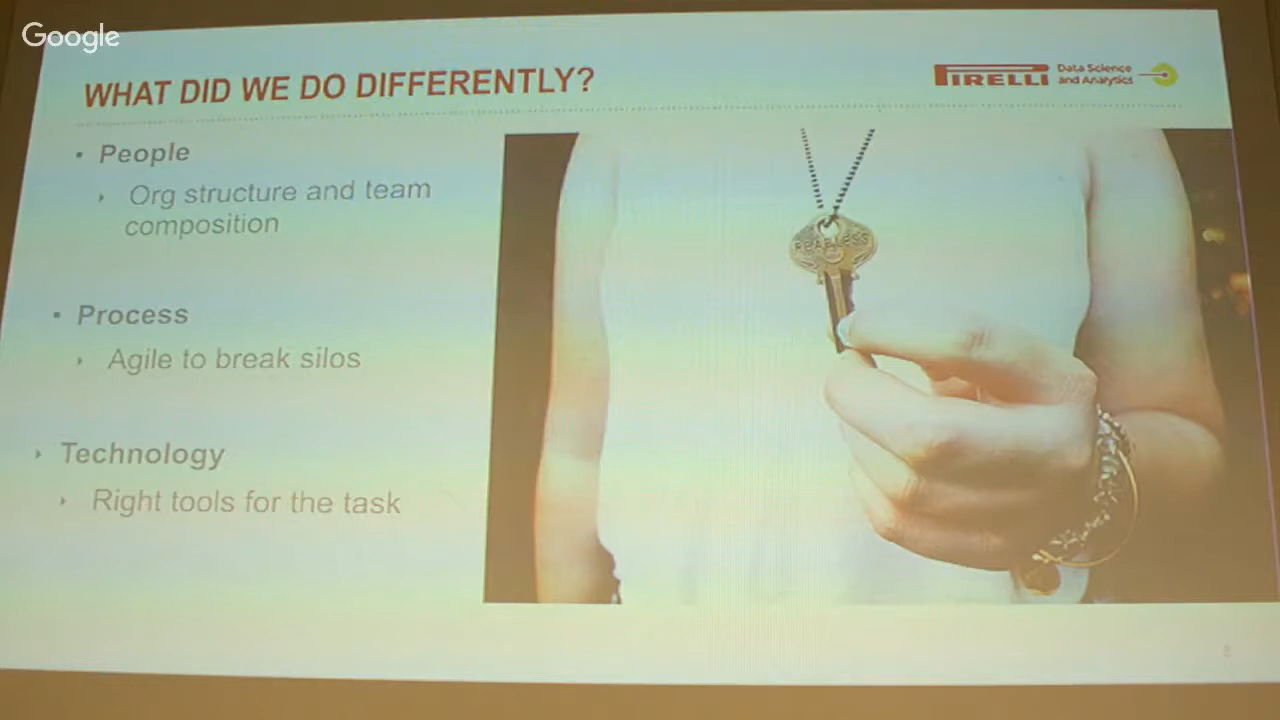 Google
WHAT DID WE DO DIFFERENTLY?
PIRELLI
Data Science
and Analytics
People
Org structure and team
composition
Process
Agile to break silos
Technology
Right tools for the task
FEARLESS
8